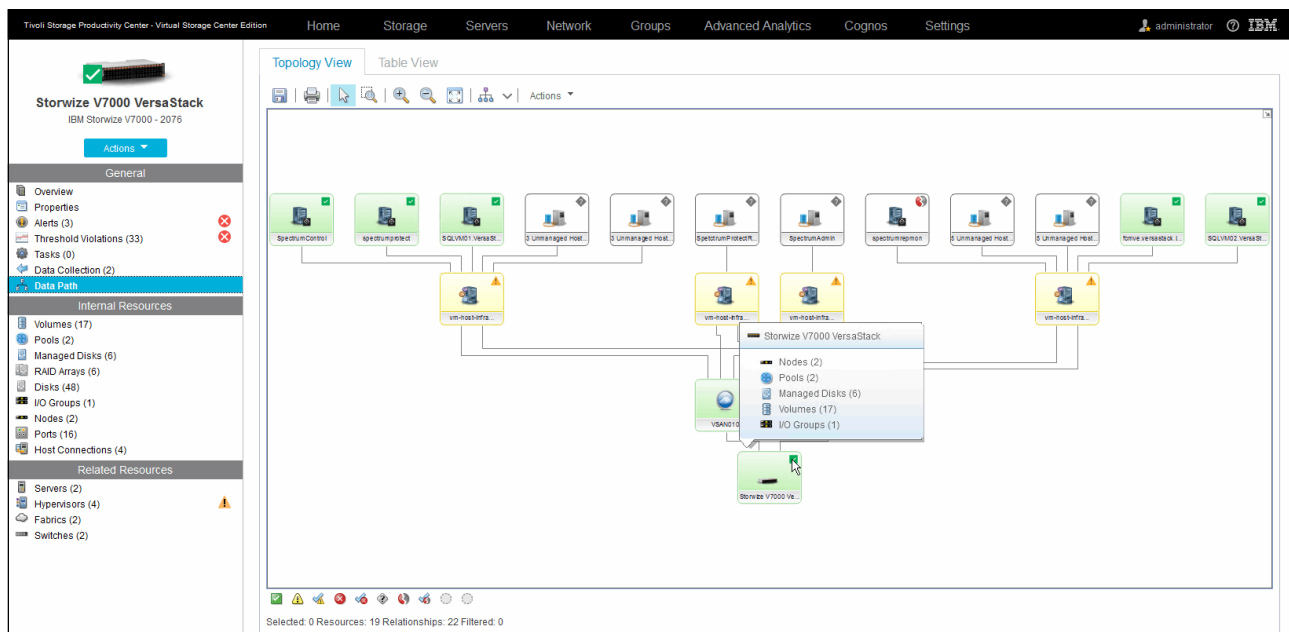 Tivoli Storage Productivity Center - Virtual Storage Center Edition Home Storage Servers Network Groups Advanced Analytics Cognos Settings administrator IBM
Storwize V7000 VersaStack
IBM Storwize V7000 - 2076
Actions
General
Overview
Properties
Alerts (3)
Threshold Violations (33)
Tasks (0)
Data Collection (2)
Data Path
Internal Resources
Volumes (17)
Pools (2)
Managed Disks (6)
RAID Arrays (6)
Disks (48)
I/O Groups (1)
Nodes (2)
Ports (16)
Host Connections (4)
Related Resources
Servers (2)
Hypervisors (4)
Fabrics (2)
Switches (2)
Topology View Table View
Actions
SpectrumControl spectrumprotect SQLVM01.VersaSt... 3 Unmanaged Host... 3 Unmanaged Host... SpetctrumProtectR... SpectrumAdmin spectrumrepmon 5 Unmanaged Host... 5 Unmanaged Host... fcmve.versastack.l... SQLVM02.VersaSt...
vm-host-infra... vm-host-infra... vm-host-infra... vm-host-infra...
Storwize V7000 VersaStack
Nodes (2)
Pools (2)
Managed Disks (6)
Volumes (17)
I/O Groups (1)
VSAN010
Storwize V7000 Ve...
Selected: 0 Resources: 19 Relationships: 22 Filtered: 0